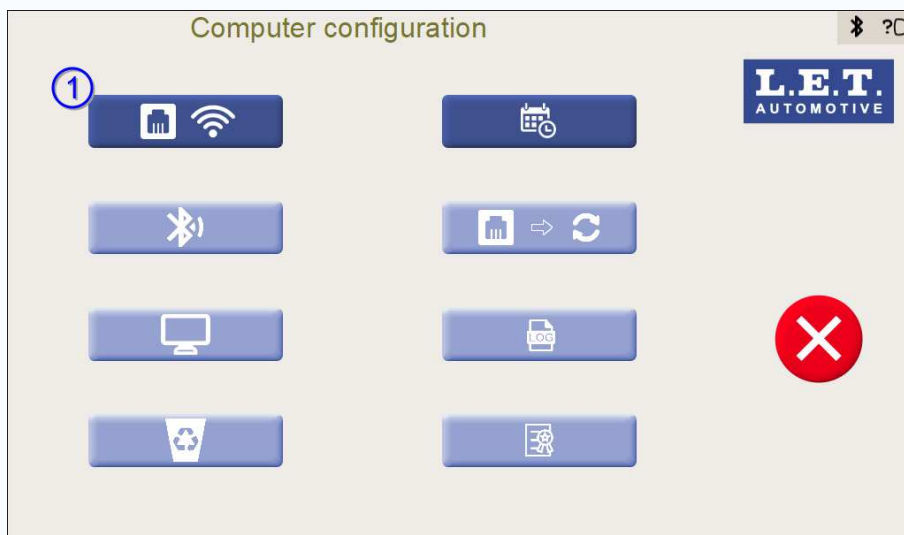 Computer configuration
?
1
L.E.T.
AUTOMOTIVE
LOG